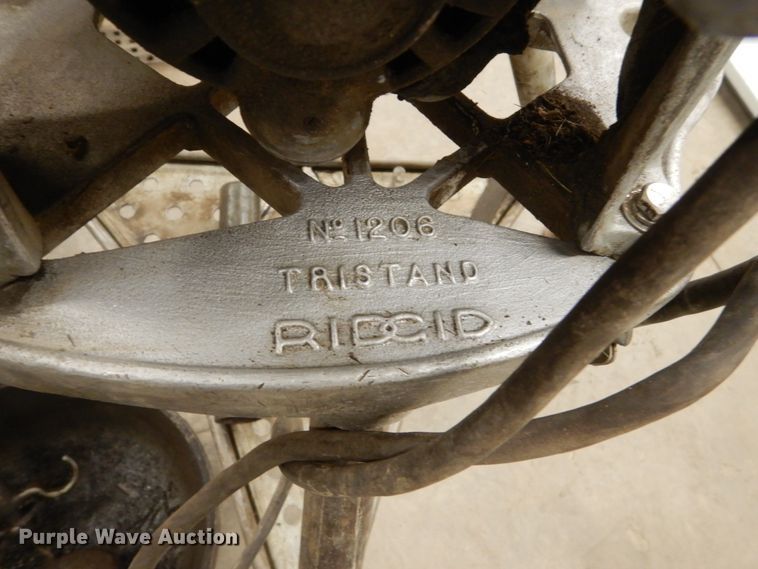 No 1206
TRISTAND
RIDGID
Purple Wave Auction